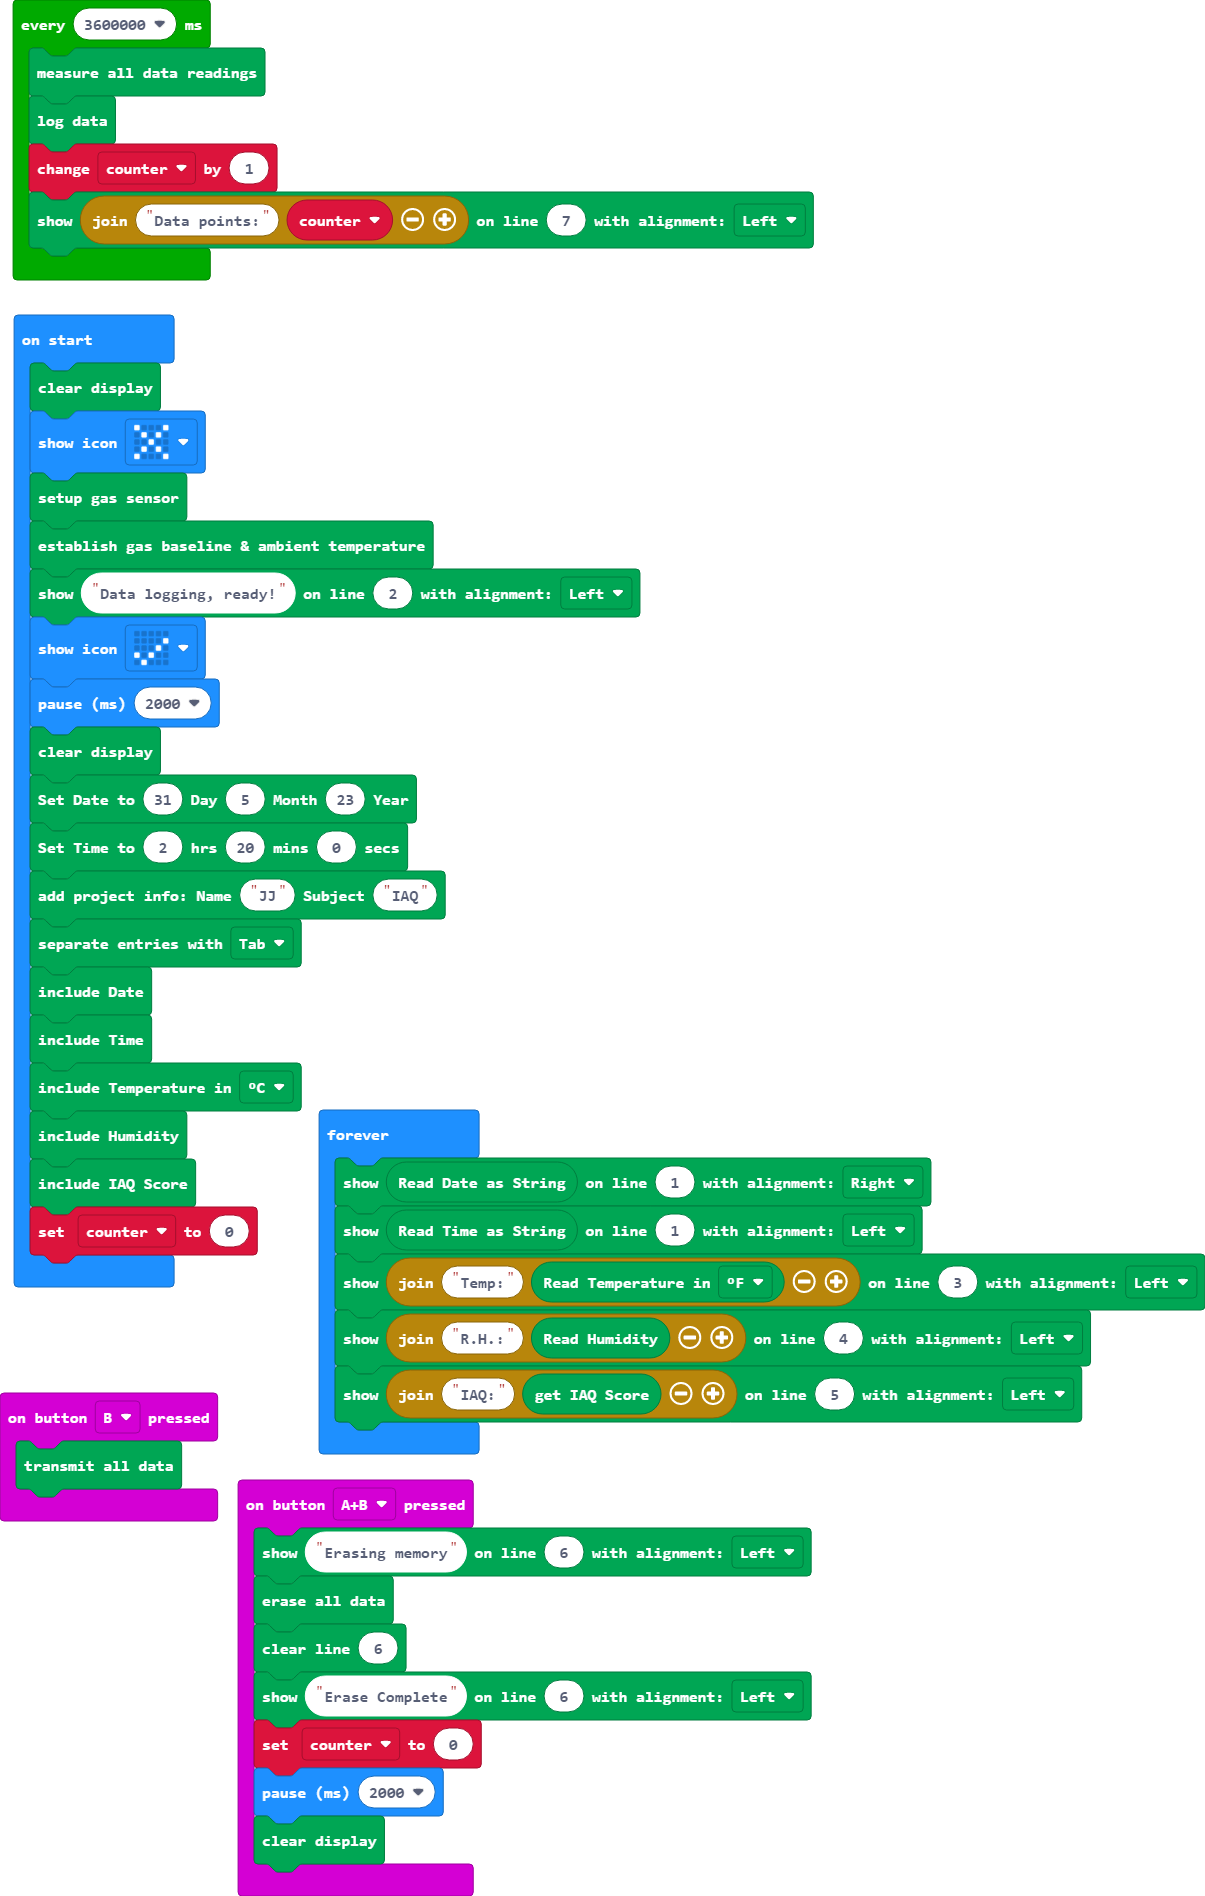 every 3600000 ms
measure all data readings
log data
change counter by 1
show join "Data points:" counter on line 7 with alignment: Left
on start
clear display
show icon
setup gas sensor
establish gas baseline & ambient temperature
show "Data logging, ready!" on line 2 with alignment: Left
show icon
pause (ms) 2000
clear display
Set Date to 31 Day 5 Month 23 Year
Set Time to 2 hrs 20 mins 0 secs
add project info: Name "JJ" Subject "IAQ"
separate entries with Tab
include Date
include Time
include Temperature in ºC
include Humidity
include IAQ Score
set counter to 0
forever
show Read Date as String on line 1 with alignment: Right
show Read Time as String on line 1 with alignment: Left
show join "Temp:" Read Temperature in ºF on line 3 with alignment: Left
show join "R.H.:" Read Humidity on line 4 with alignment: Left
show join "IAQ:" get IAQ Score on line 5 with alignment: Left
on button B pressed
transmit all data
on button A+B pressed
show "Erasing memory" on line 6 with alignment: Left
erase all data
clear line 6
show "Erase Complete" on line 6 with alignment: Left
set counter to 0
pause (ms) 2000
clear display